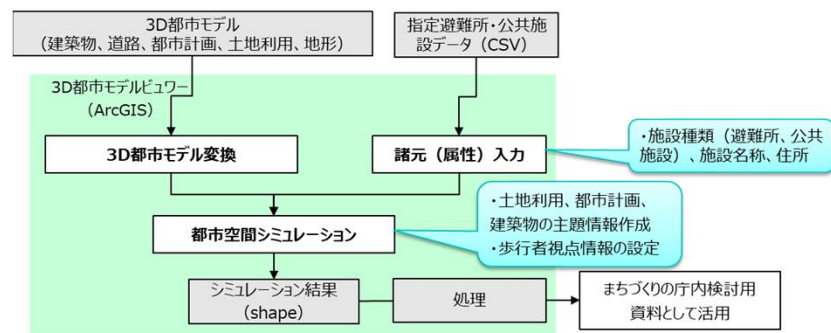 3D都市モデル
（建築物、道路、都市計画、土地利用、地形）
指定避難所・公共施
設データ（CSV）
3D都市モデルビュワー
（ArcGIS）
3D都市モデル変換
諸元（属性）入力
・施設種類（避難所、公共
施設）、施設名称、住所
・土地利用、都市計画、
建築物の主題情報作成
・歩行者視点情報の設定
都市空間シミュレーション
シミュレーション結果
（shape）
処理
まちづくりの庁内検討用
資料として活用